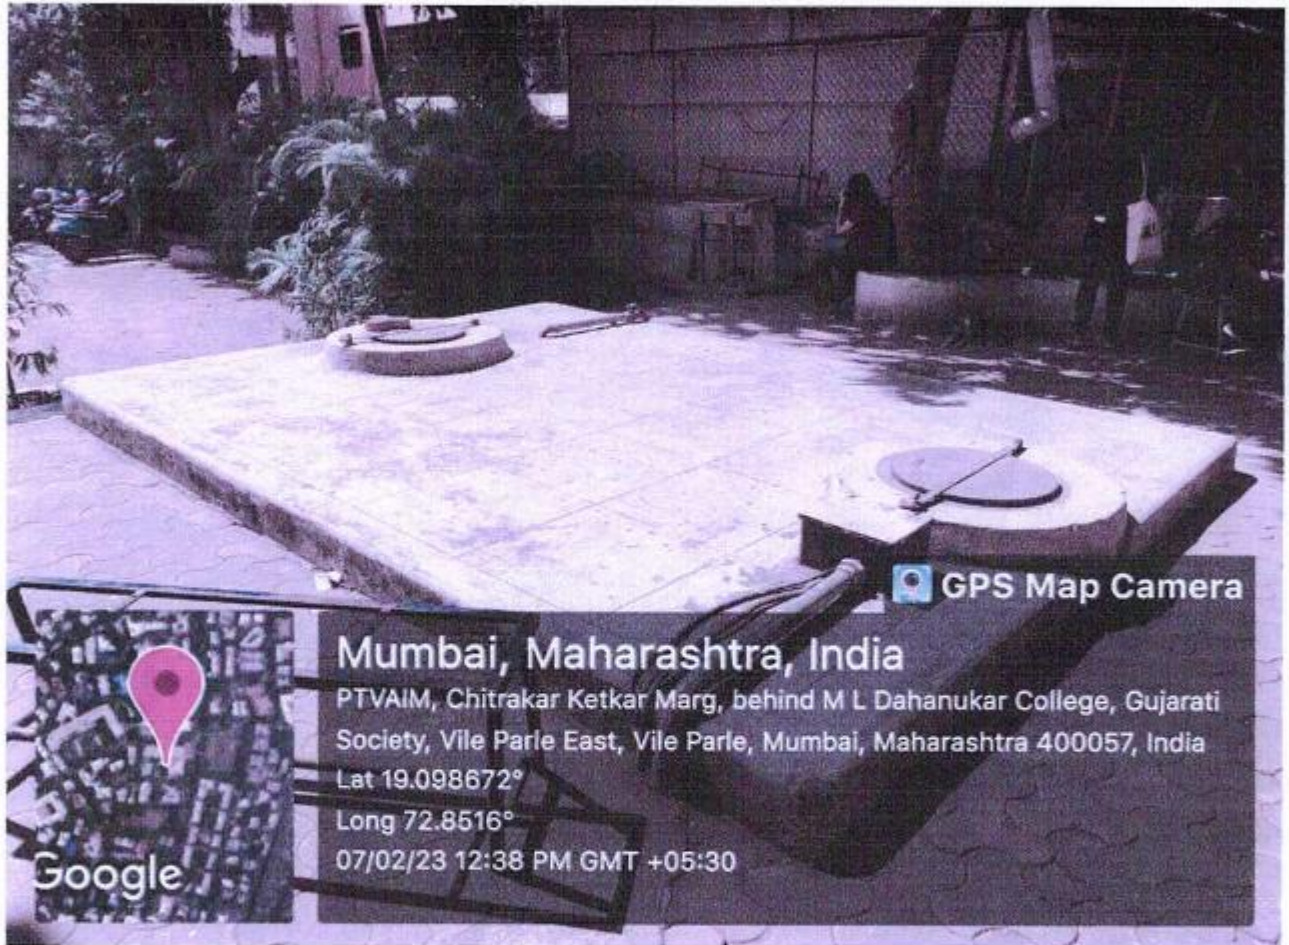 GPS Map Camera
Mumbai, Maharashtra, India
PTVAIM, Chitrakar Ketkar Marg, behind M L Dahanukar College, Gujarati
Society, Vile Parle East, Vile Parle, Mumbai, Maharashtra 400057, India
Lat 19.098672°
Long 72.8516°
07/02/23 12:38 PM GMT +05:30
Google